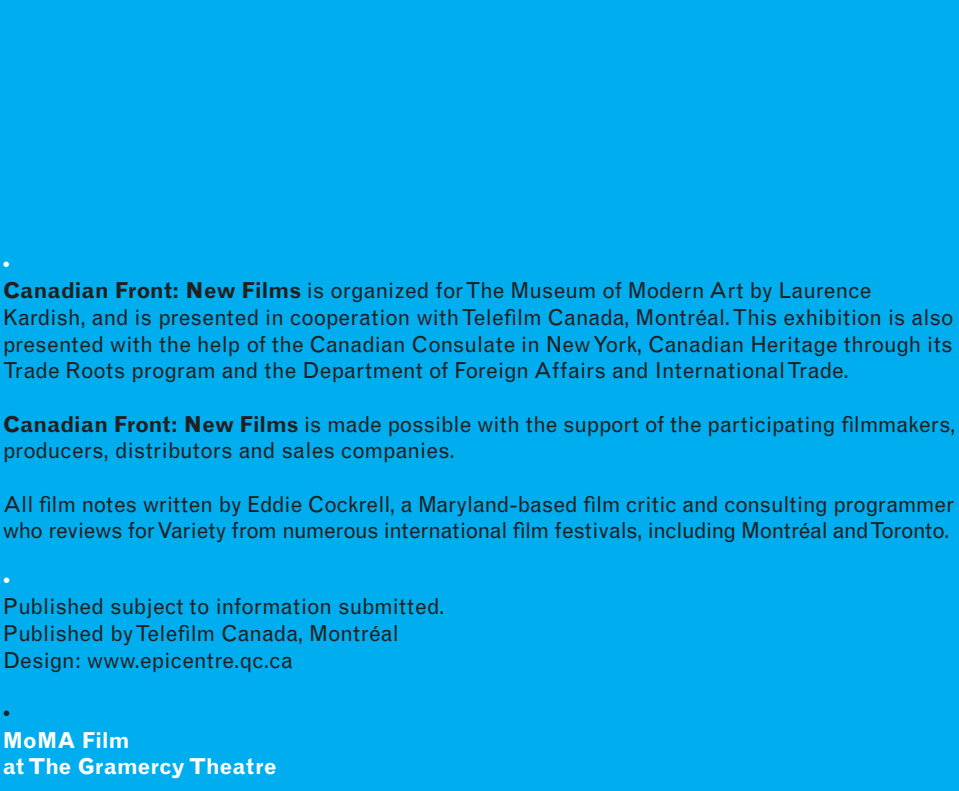 •
Canadian Front: New Films is organized for The Museum of Modern Art by Laurence
Kardish, and is presented in cooperation with Telefilm Canada, Montréal. This exhibition is also
presented with the help of the Canadian Consulate in New York, Canadian Heritage through its
Trade Roots program and the Department of Foreign Affairs and International Trade.
Canadian Front: New Films is made possible with the support of the participating filmmakers,
producers, distributors and sales companies.
All film notes written by Eddie Cockrell, a Maryland-based film critic and consulting programmer
who reviews for Variety from numerous international film festivals, including Montréal and Toronto.
•
Published subject to information submitted.
Published by Telefilm Canada, Montréal
Design: www.epicentre.qc.ca
•
MoMA Film
at The Gramercy Theatre